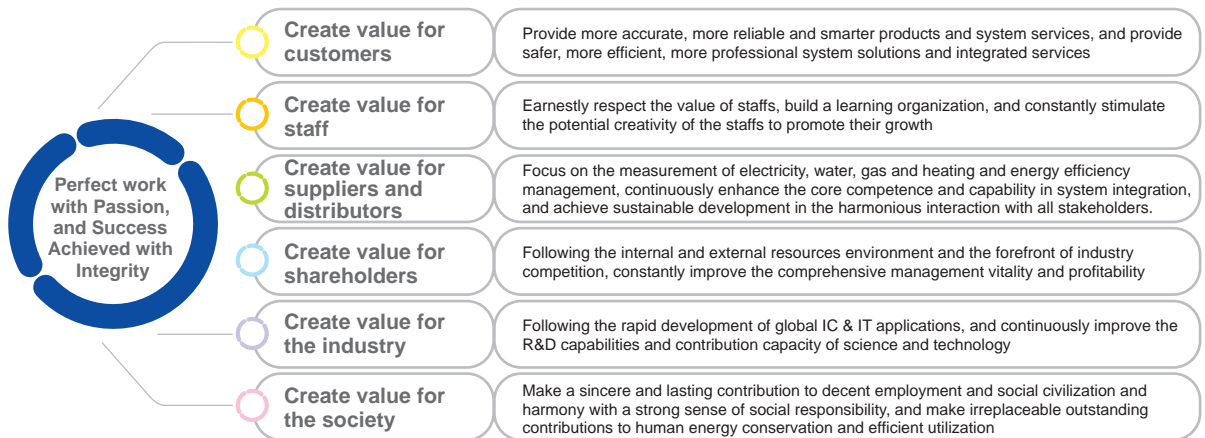 Perfect work
with Passion,
and Success
Achieved with
Integrity
Create value for
customers
Provide more accurate, more reliable and smarter products and system services, and provide
safer, more efficient, more professional system solutions and integrated services
Create value for
staff
Earnestly respect the value of staffs, build a learning organization, and constantly stimulate
the potential creativity of the staffs to promote their growth
Create value for
suppliers and
distributors
Focus on the measurement of electricity, water, gas and heating and energy efficiency
management, continuously enhance the core competence and capability in system integration,
and achieve sustainable development in the harmonious interaction with all stakeholders.
Create value for
shareholders
Following the internal and external resources environment and the forefront of industry
competition, constantly improve the comprehensive management vitality and profitability
Create value for
the industry
Following the rapid development of global IC & IT applications, and continuously improve the
R&D capabilities and contribution capacity of science and technology
Create value for
the society
Make a sincere and lasting contribution to decent employment and social civilization and
harmony with a strong sense of social responsibility, and make irreplaceable outstanding
contributions to human energy conservation and efficient utilization